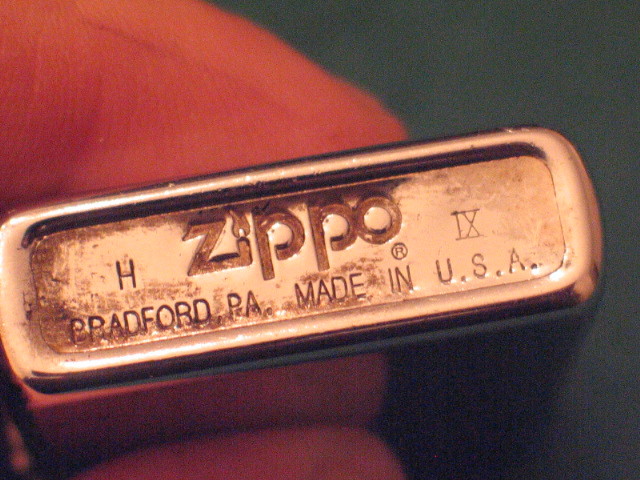 H Zippo ® IX
BRADFORD, PA. MADE IN U.S.A.